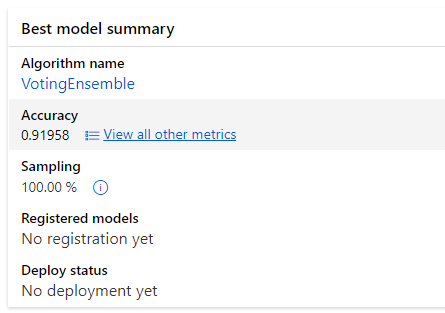 Best model summary
Algorithm name
VotingEnsemble
Accuracy
0.91958 View all other metrics
Sampling
100.00 %
Registered models
No registration yet
Deploy status
No deployment yet